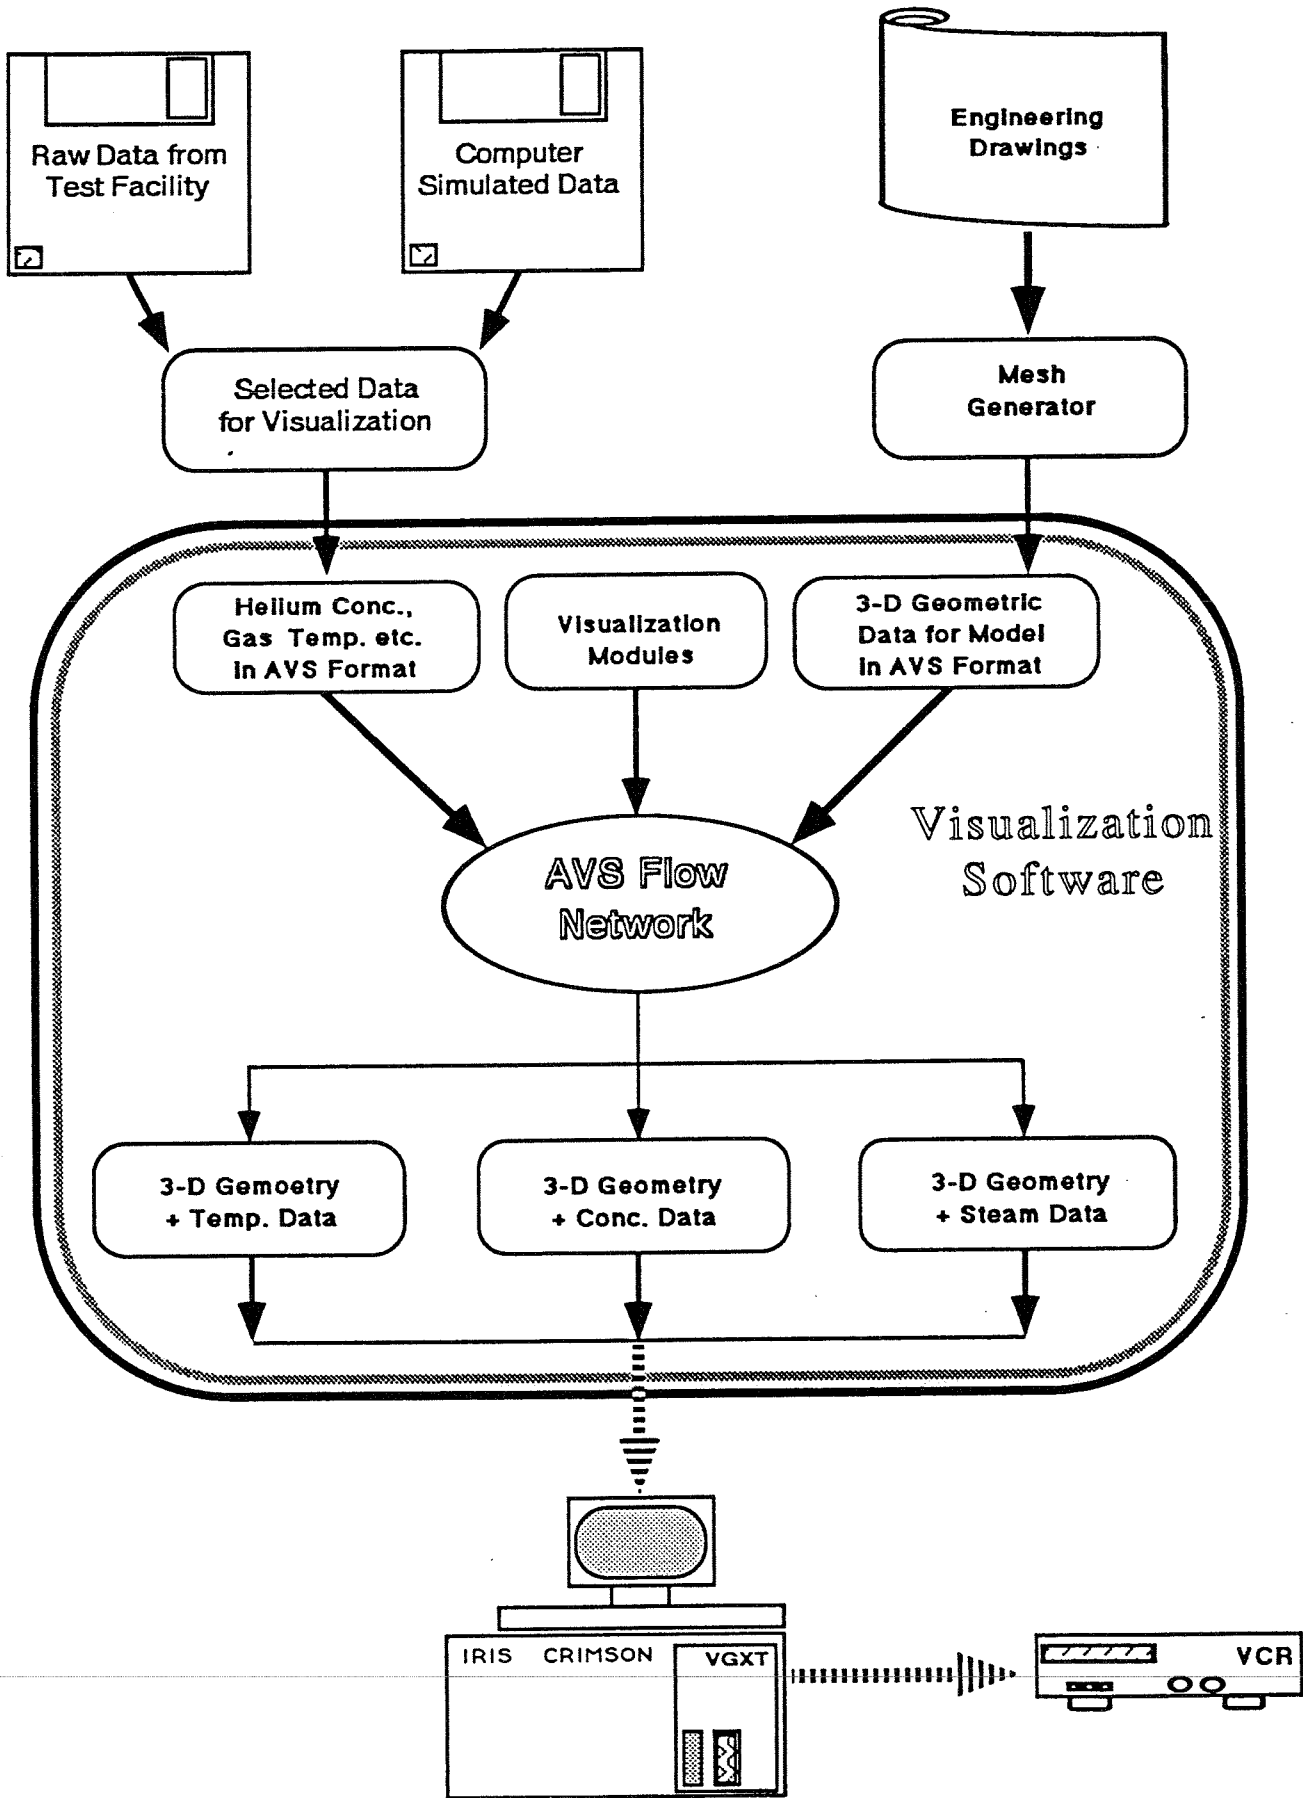 Raw Data from
Test Facility
Computer
Simulated Data
Engineering
Drawings
Selected Data
for Visualization
Mesh
Generator
Helium Conc.,
Gas Temp. etc.
in AVS Format
Visualization
Modules
3-D Geometric
Data for Model
in AVS Format
Visualization
Software
AVS Flow
Network
3-D Gemoetry
+ Temp. Data
3-D Geometry
+ Conc. Data
3-D Geometry
+ Steam Data
IRIS CRIMSON VGXT
VCR